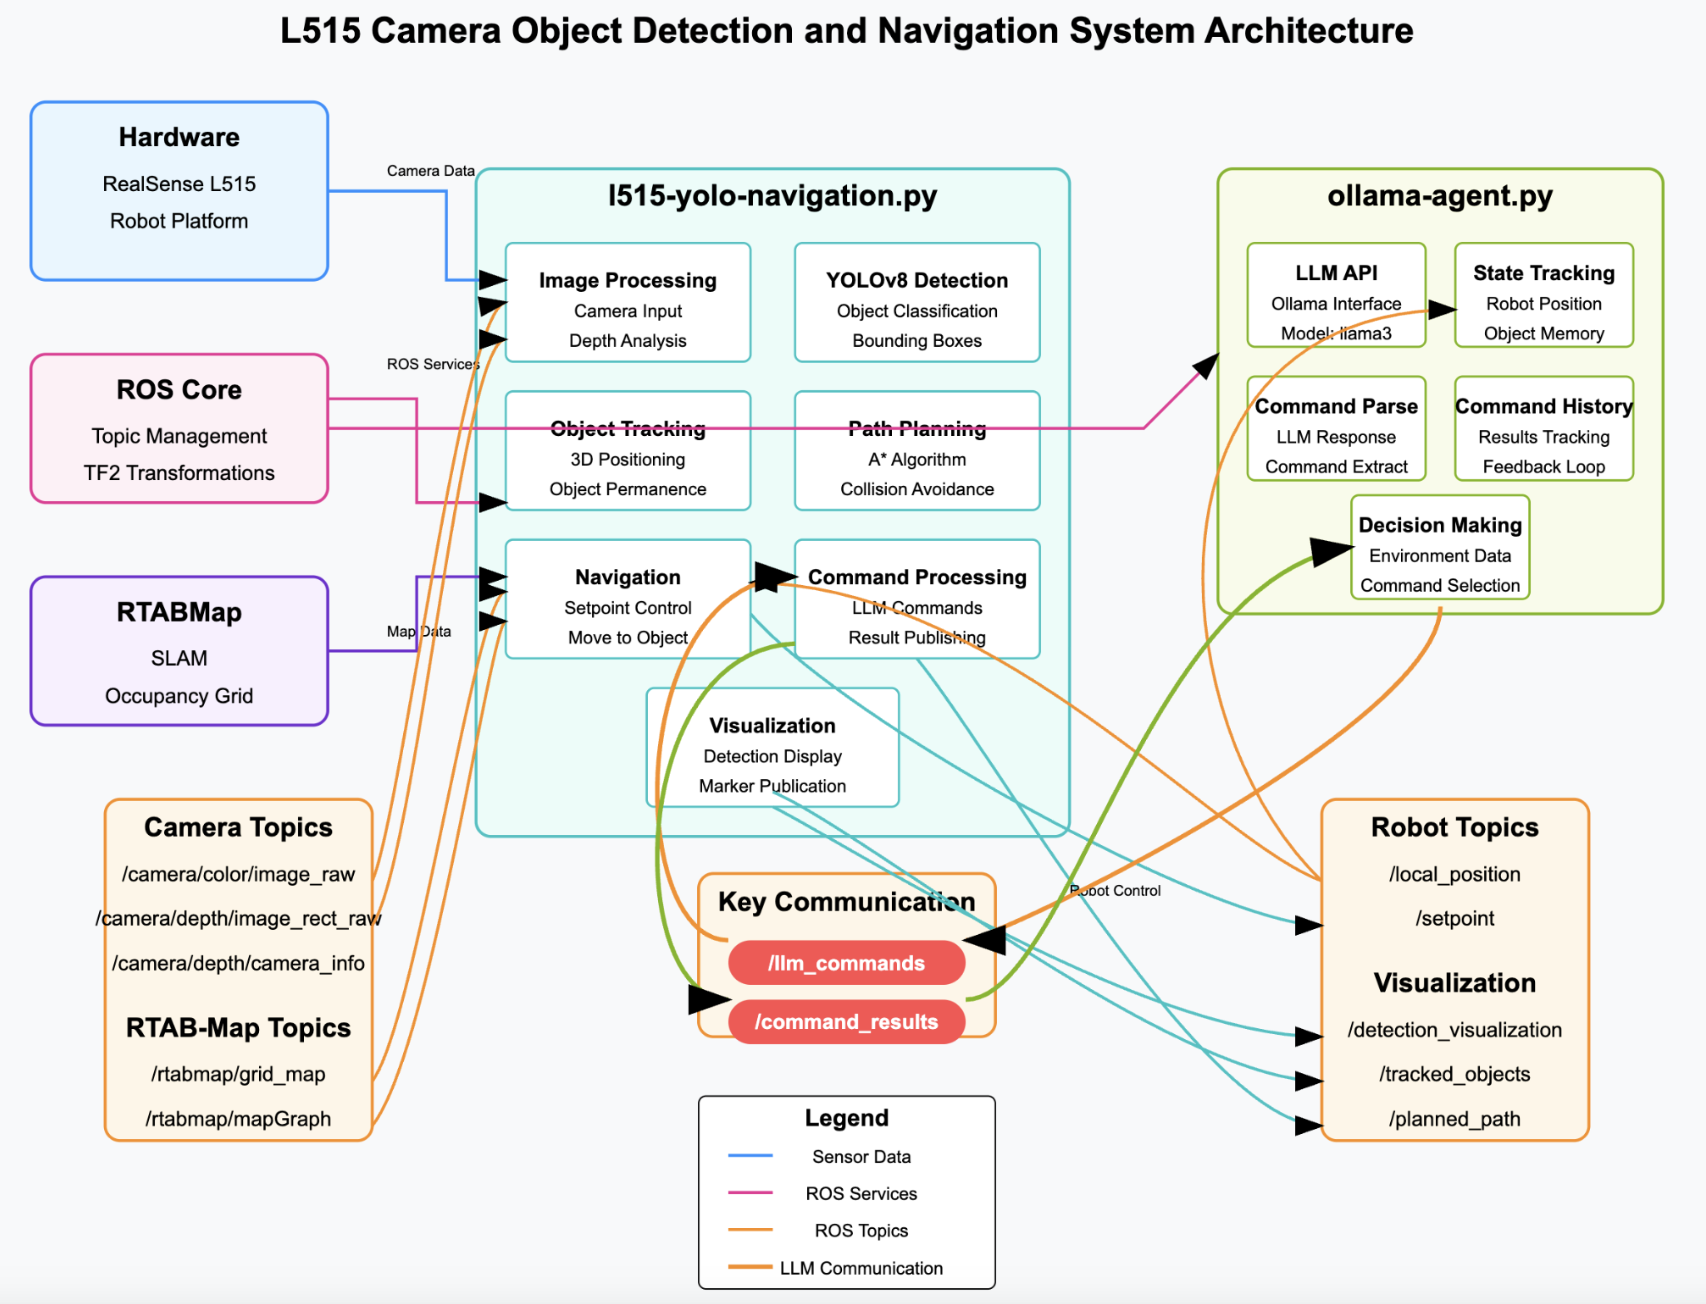 L515 Camera Object Detection and Navigation System Architecture
Hardware
RealSense L515
Robot Platform
Camera Data
ROS Core
Topic Management
TF2 Transformations
ROS Services
RTABMap
SLAM
Occupancy Grid
Map Data
Camera Topics
/camera/color/image_raw
/camera/depth/image_rect_raw
/camera/depth/camera_info
RTAB-Map Topics
/rtabmap/grid_map
/rtabmap/mapGraph
l515-yolo-navigation.py
Image Processing
Camera Input
Depth Analysis
YOLOv8 Detection
Object Classification
Bounding Boxes
Object Tracking
3D Positioning
Object Permanence
Path Planning
A* Algorithm
Collision Avoidance
Navigation
Setpoint Control
Move to Object
Command Processing
LLM Commands
Result Publishing
Visualization
Detection Display
Marker Publication
ollama-agent.py
LLM API
Ollama Interface
Model: llama3
State Tracking
Robot Position
Object Memory
Command Parse
LLM Response
Command Extract
Command History
Results Tracking
Feedback Loop
Decision Making
Environment Data
Command Selection
Key Communication
/llm_commands
/command_results
Robot Control
Robot Topics
/local_position
/setpoint
Visualization
/detection_visualization
/tracked_objects
/planned_path
Legend
Sensor Data
ROS Services
ROS Topics
LLM Communication